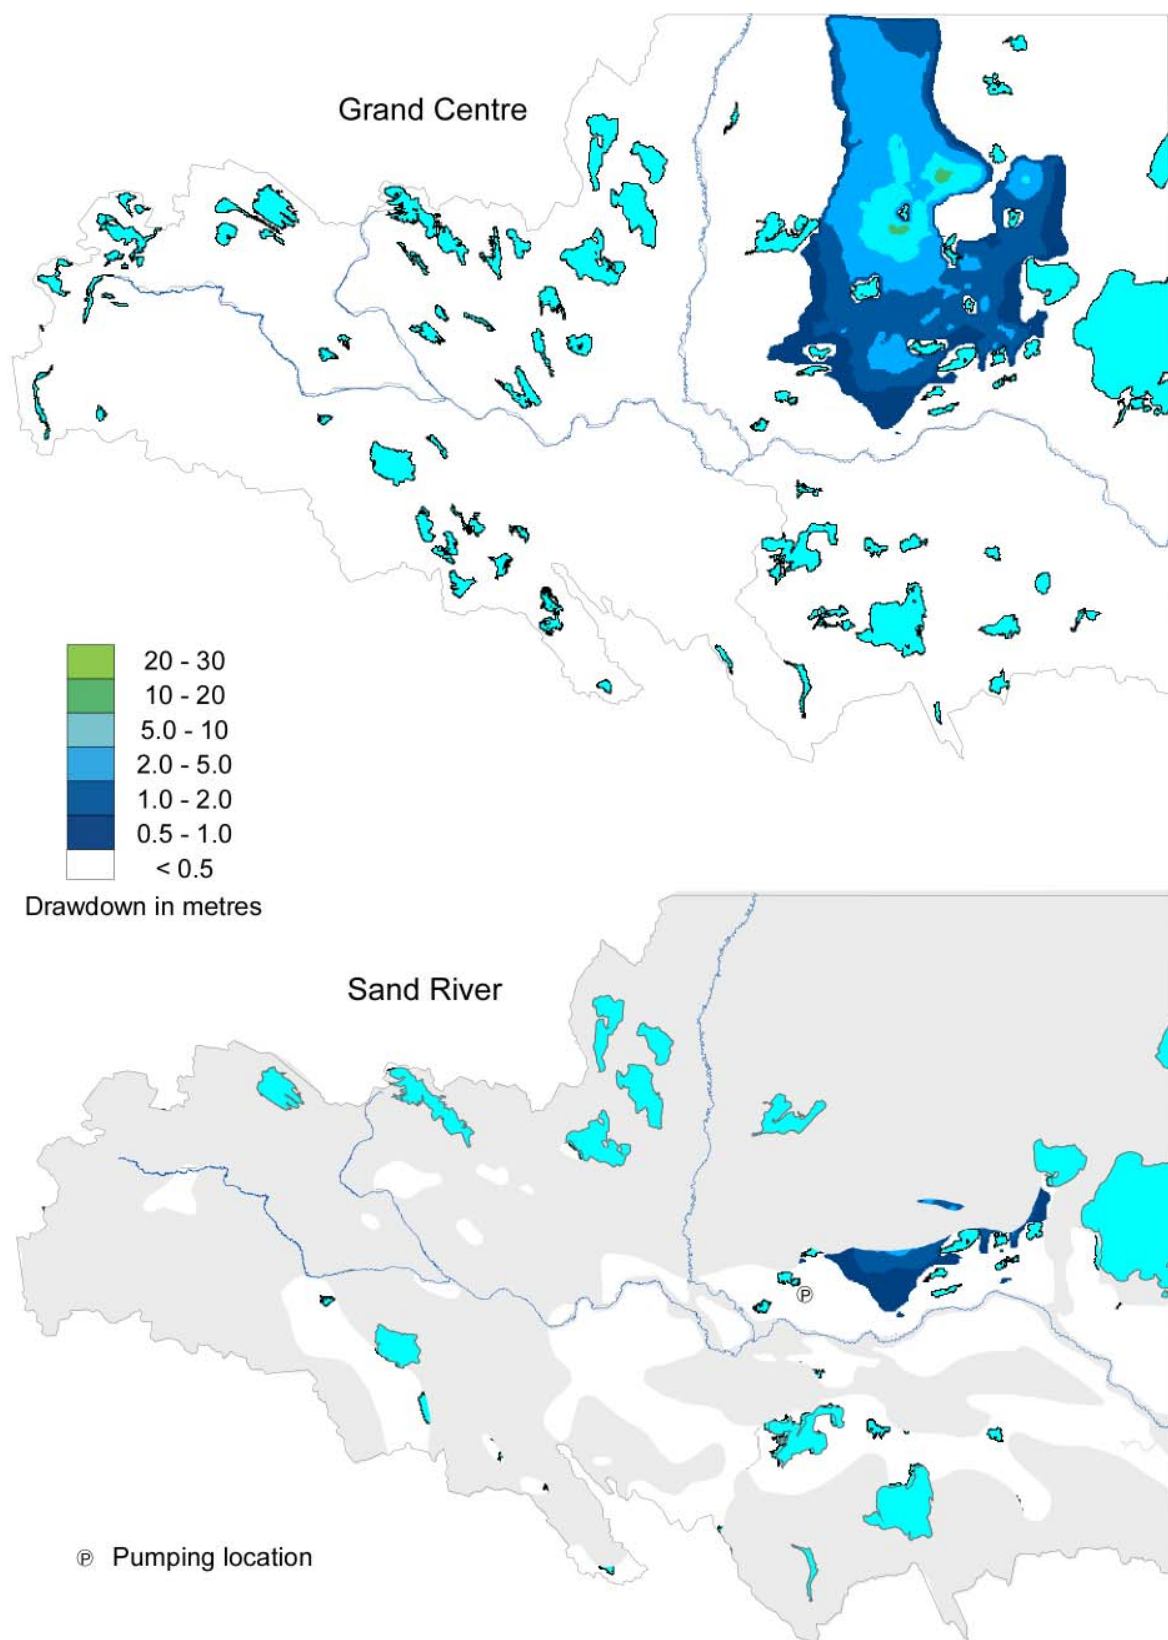 Grand Centre
20 - 30
10 - 20
5.0 - 10
2.0 - 5.0
1.0 - 2.0
0.5 - 1.0
< 0.5
Drawdown in metres
Sand River
P
P Pumping location